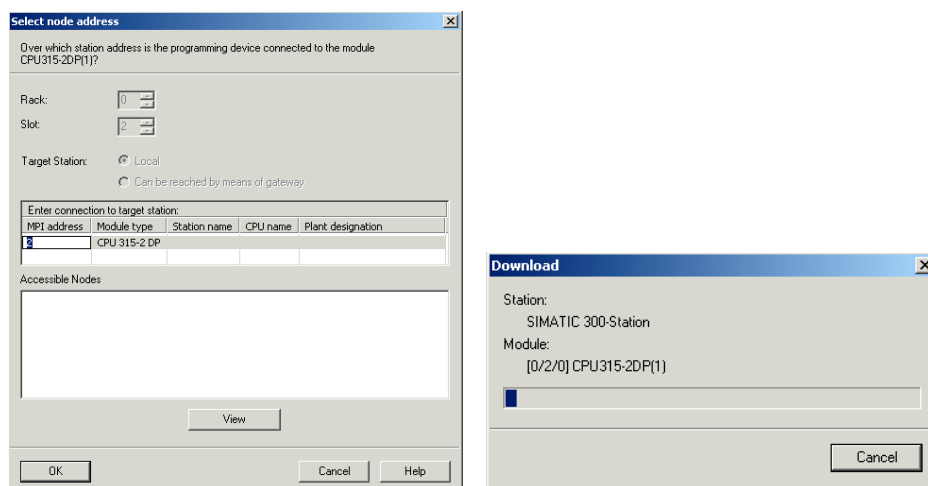 Select node address
Over which station address is the programming device connected to the module
CPU315-2DP(1)?
Rack:
0
Slot:
2
Target Station:
Local
Can be reached by means of gateway
Enter connection to target station:
MPI address Module type Station name CPU name Plant designation
2 CPU 315-2 DP
Accessible Nodes
View
OK Cancel Help
Download
Station:
SIMATIC 300-Station
Module:
[0/2/0] CPU315-2DP(1)
Cancel